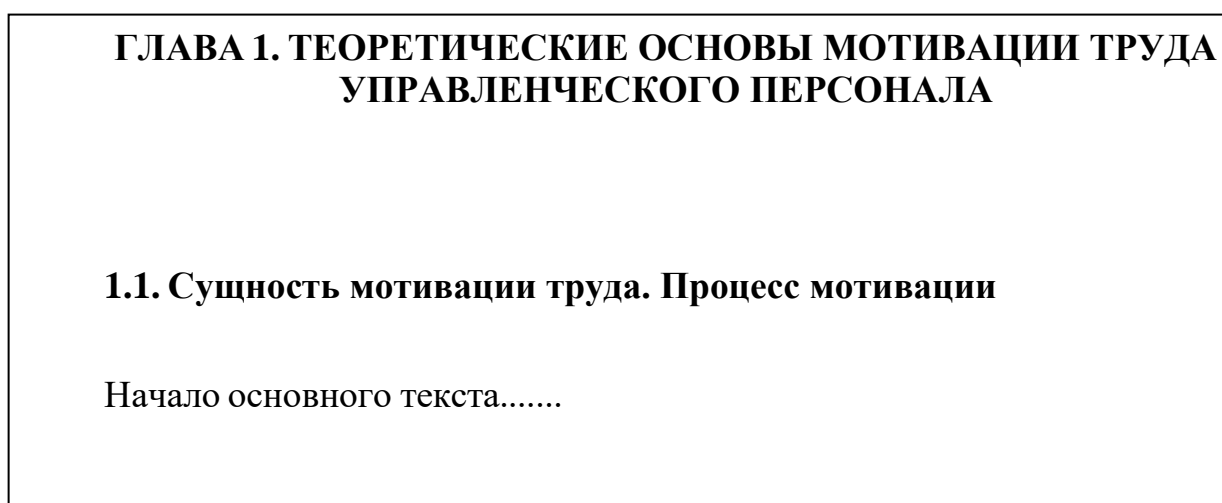 ГЛАВА 1. ТЕОРЕТИЧЕСКИЕ ОСНОВЫ МОТИВАЦИИ ТРУДА
УПРАВЛЕНЧЕСКОГО ПЕРСОНАЛА
1.1. Сущность мотивации труда. Процесс мотивации
Начало основного текста.......